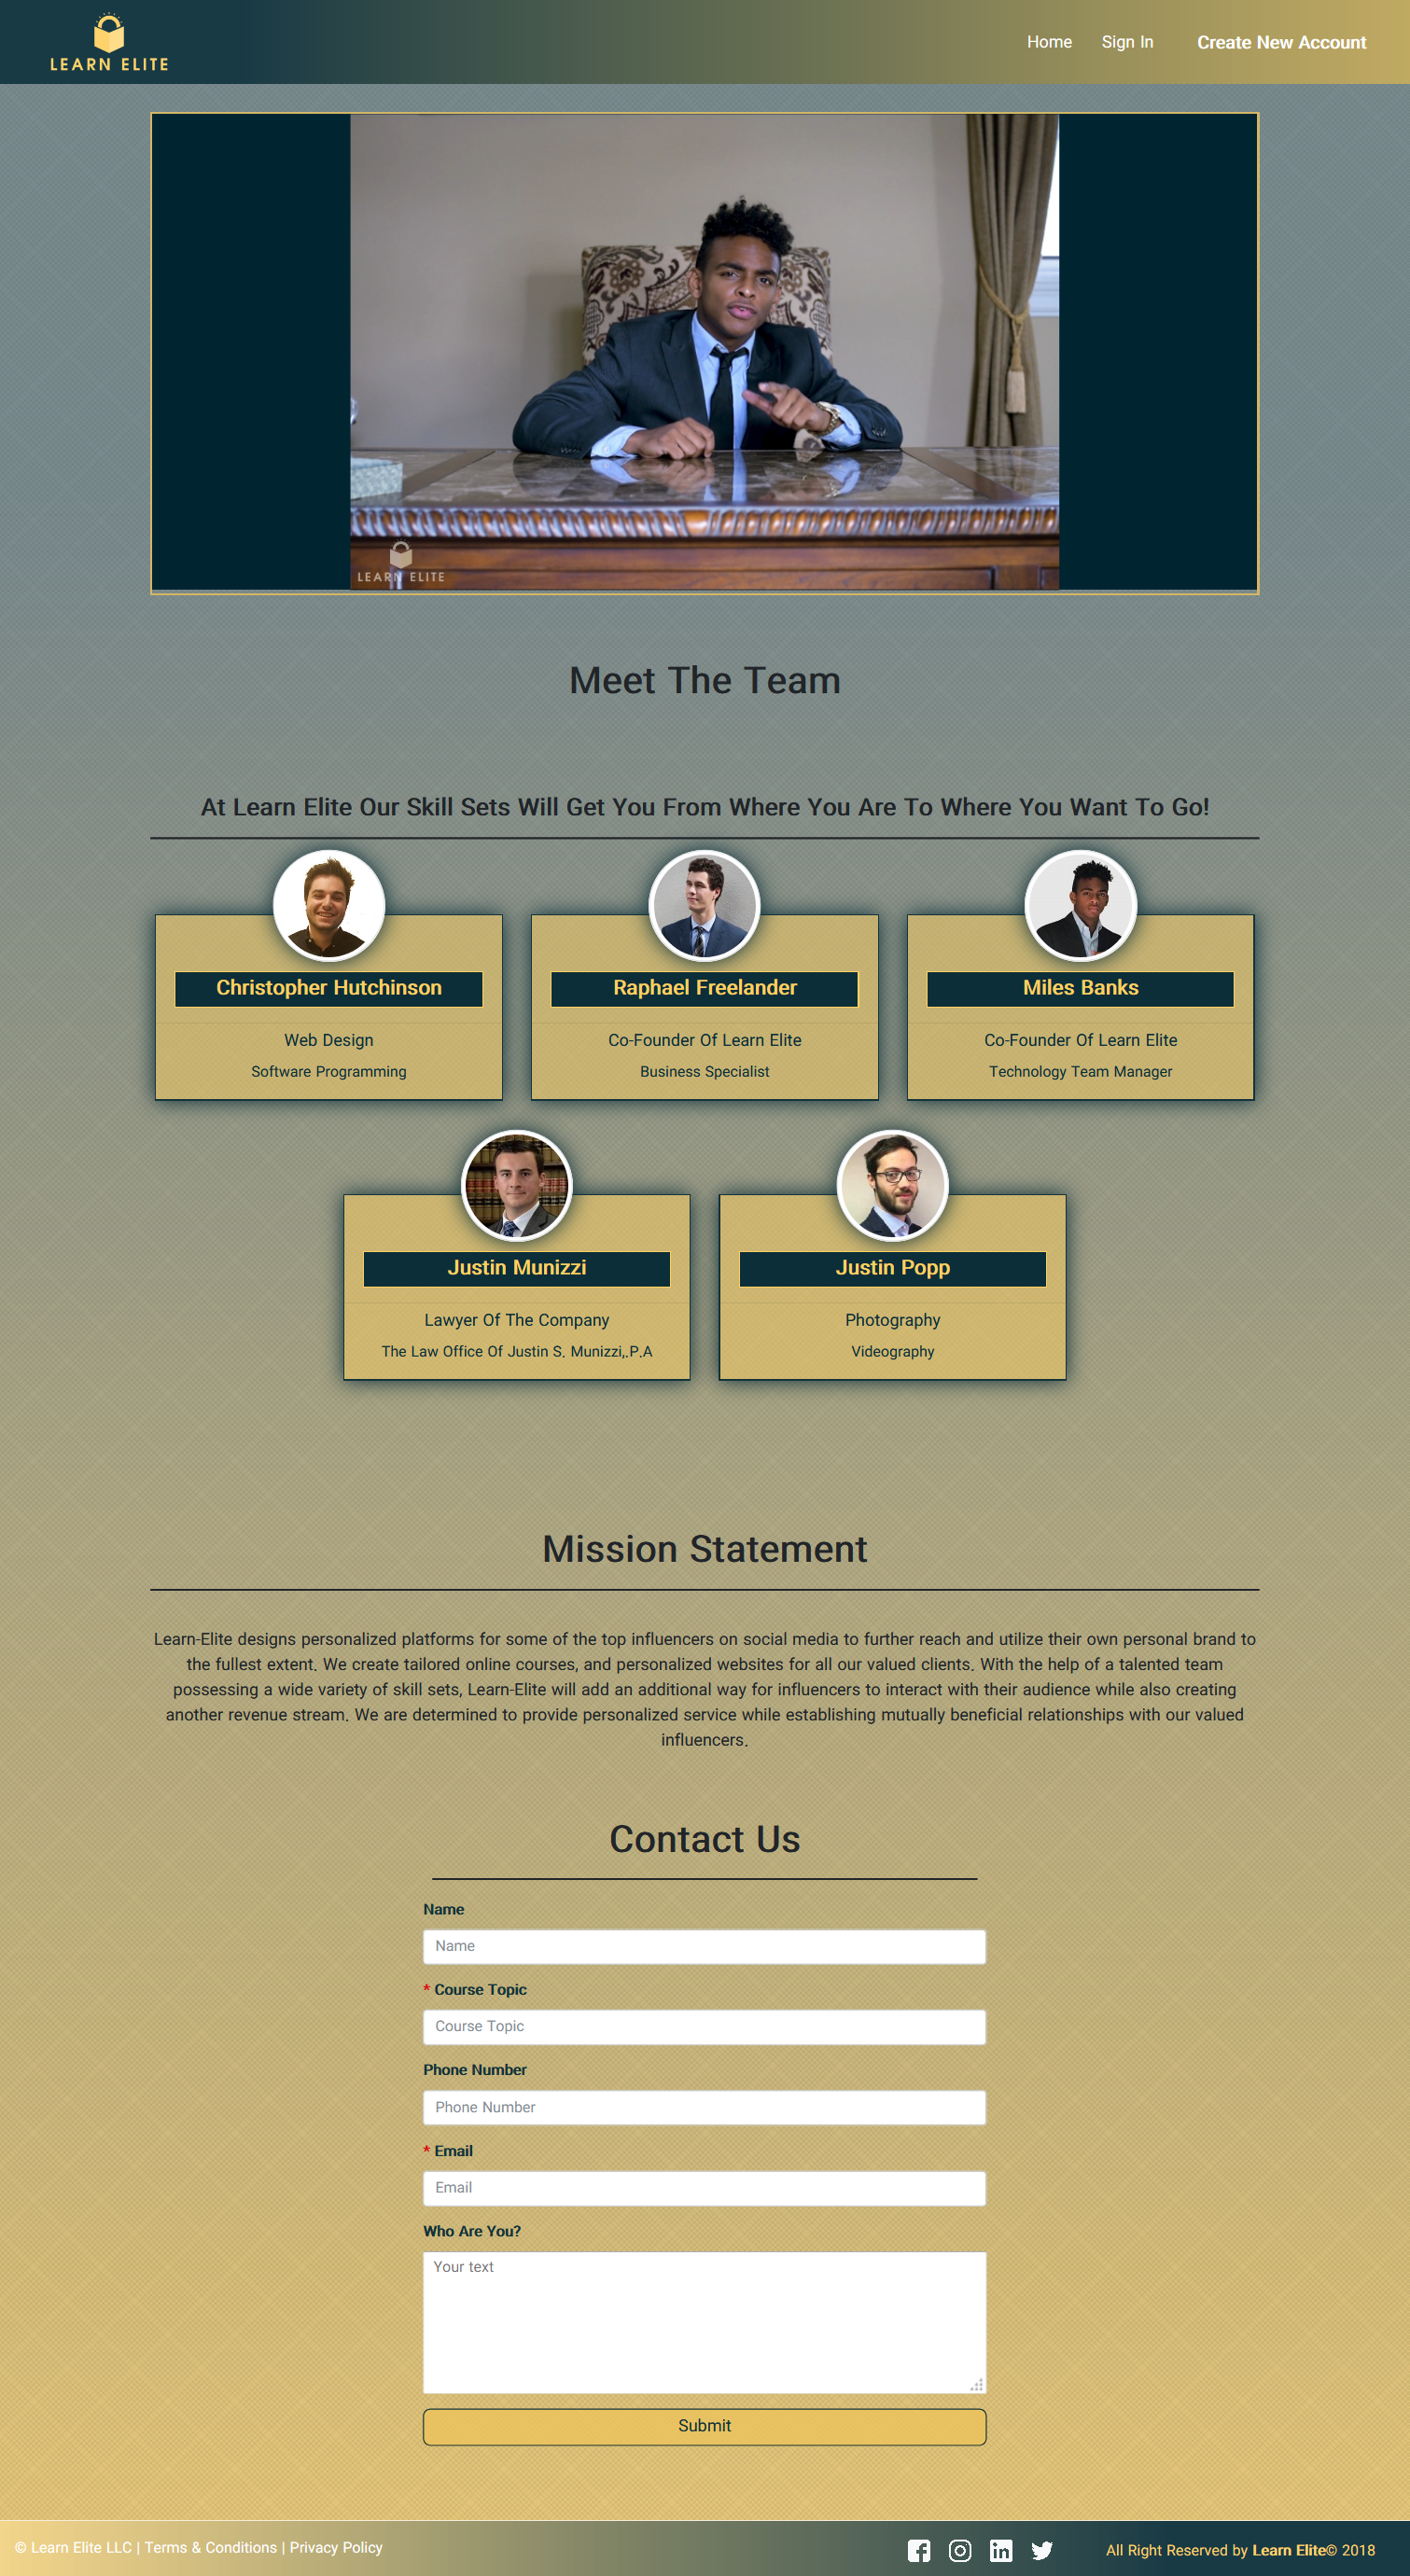 LEARN ELITE
Home
Sign In
Create New Account
LEARN ELITE
Meet The Team
At Learn Elite Our Skill Sets Will Get You From Where You Are To Where You Want To Go!
Christopher Hutchinson
Web Design
Software Programming
Raphael Freelander
Co-Founder Of Learn Elite
Business Specialist
Miles Banks
Co-Founder Of Learn Elite
Technology Team Manager
Justin Munizzi
Lawyer Of The Company
The Law Office Of Justin S. Munizzi,.P.A
Justin Popp
Photography
Videography
Mission Statement
Learn-Elite designs personalized platforms for some of the top influencers on social media to further reach and utilize their own personal brand to
the fullest extent. We create tailored online courses, and personalized websites for all our valued clients. With the help of a talented team
possessing a wide variety of skill sets, Learn-Elite will add an additional way for influencers to interact with their audience while also creating
another revenue stream. We are determined to provide personalized service while establishing mutually beneficial relationships with our valued
influencers.
Contact Us
Name
Name
* Course Topic
Course Topic
Phone Number
Phone Number
* Email
Email
Who Are You?
Your text
Submit
© Learn Elite LLC | Terms & Conditions | Privacy Policy
All Right Reserved by Learn Elite© 2018